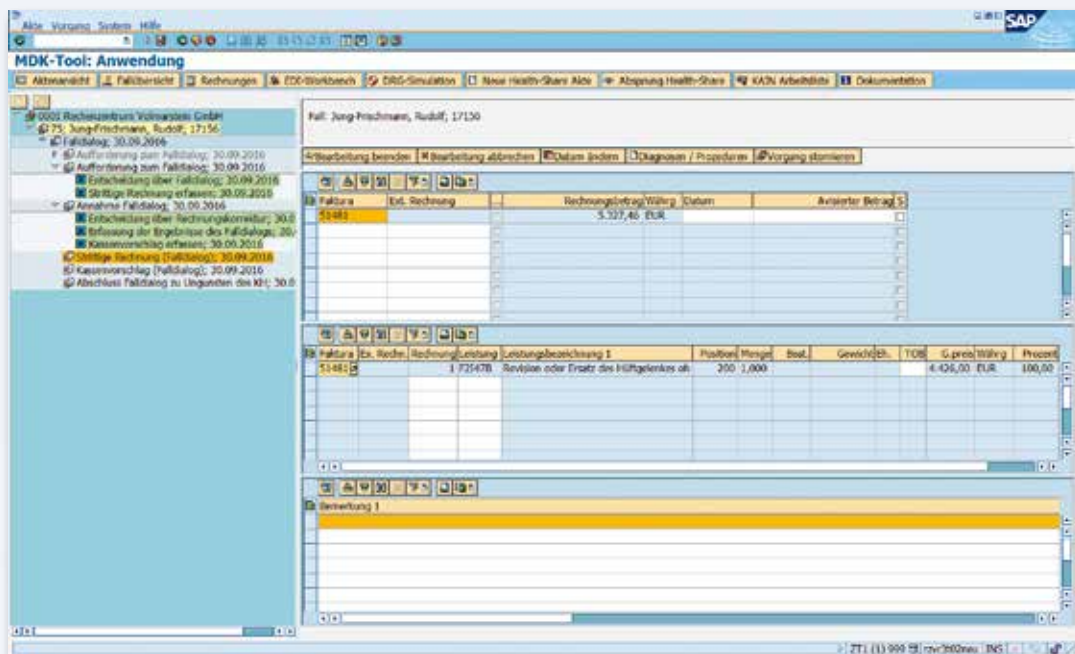 Akte Vorgang System Hilfe
SAP
MDK-Tool: Anwendung
Aktenansicht Fallübersicht Rechnungen EDI-Workbench DRG-Simulation Neue Health-Share Akte Absprung Health-Share KAIN Arbeitsliste Dokumentation
0001 Rechenzentrum Volmarstein GmbH
75: Jung-Frischmann, Rudolf; 17156
Falldialog; 30.09.2016
Aufforderung zum Falldialog; 30.09.2016
Aufforderung zum Falldialog; 30.09.2016
Entscheidung über Falldialog; 30.09.2016
Strittige Rechnung erfassen; 30.09.2016
Annahme Falldialog; 30.09.2016
Entscheidung über Rechnungskorrektur; 30.0
Erfassung der Ergebnisse des Falldialogs; 30.
Kassenvorschlag erfassen; 30.09.2016
Strittige Rechnung (Falldialog); 30.09.2016
Kassenvorschlag (Falldialog); 30.09.2016
Abschluss Falldialog zu Ungunsten des KH; 30.0
Fall: Jung-Frischmann, Rudolf; 17156
Bearbeitung beenden Bearbeitung abbrechen Datum ändern Diagnosen / Prozeduren Vorgang stornieren
Faktura Ext. Rechnung Rechnungsbetrag Währg Datum Avisierter Betrag S
51481 5.327,46 EUR
Faktura Ex. Rechn. Rechnung Leistung Leistungsbezeichnung 1 Position Menge Gewicht Eh. TOB G.preis Währg Prozent
51481 1 Revision oder Ersatz des Hüftgelenkes oh 200 1,000 4.426,00 EUR 100,00
Bemerkung 1
ZT1 (1) 999 INS